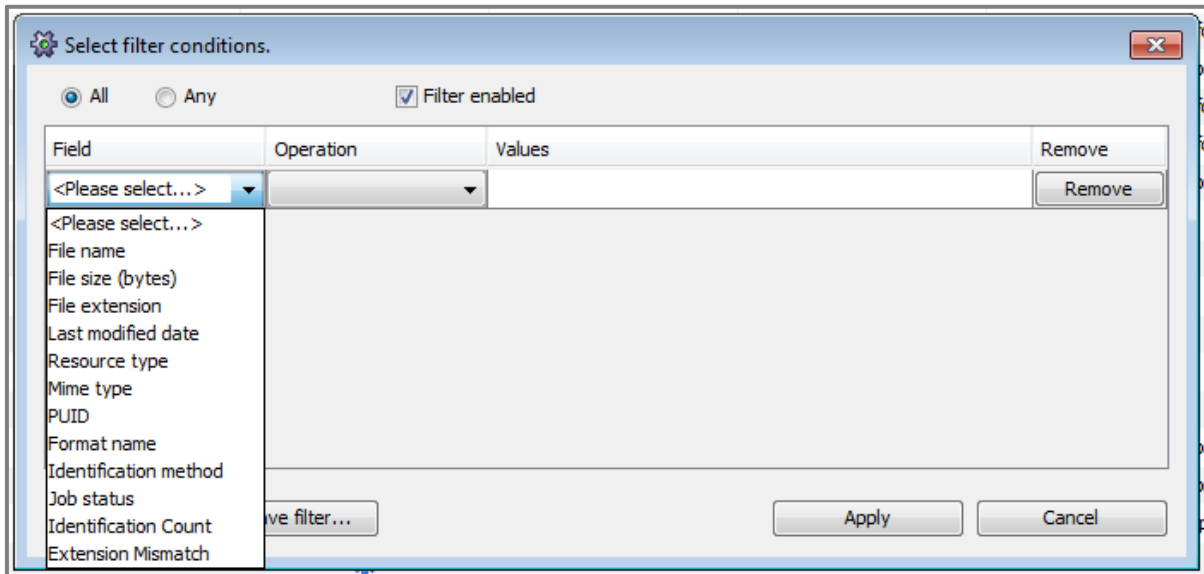 Select filter conditions.
All Any Filter enabled
Field Operation Values Remove
<Please select...> Remove
<Please select...>
File name
File size (bytes)
File extension
Last modified date
Resource type
Mime type
PUID
Format name
Identification method
Job status
Identification Count
Extension Mismatch
filter... Apply Cancel